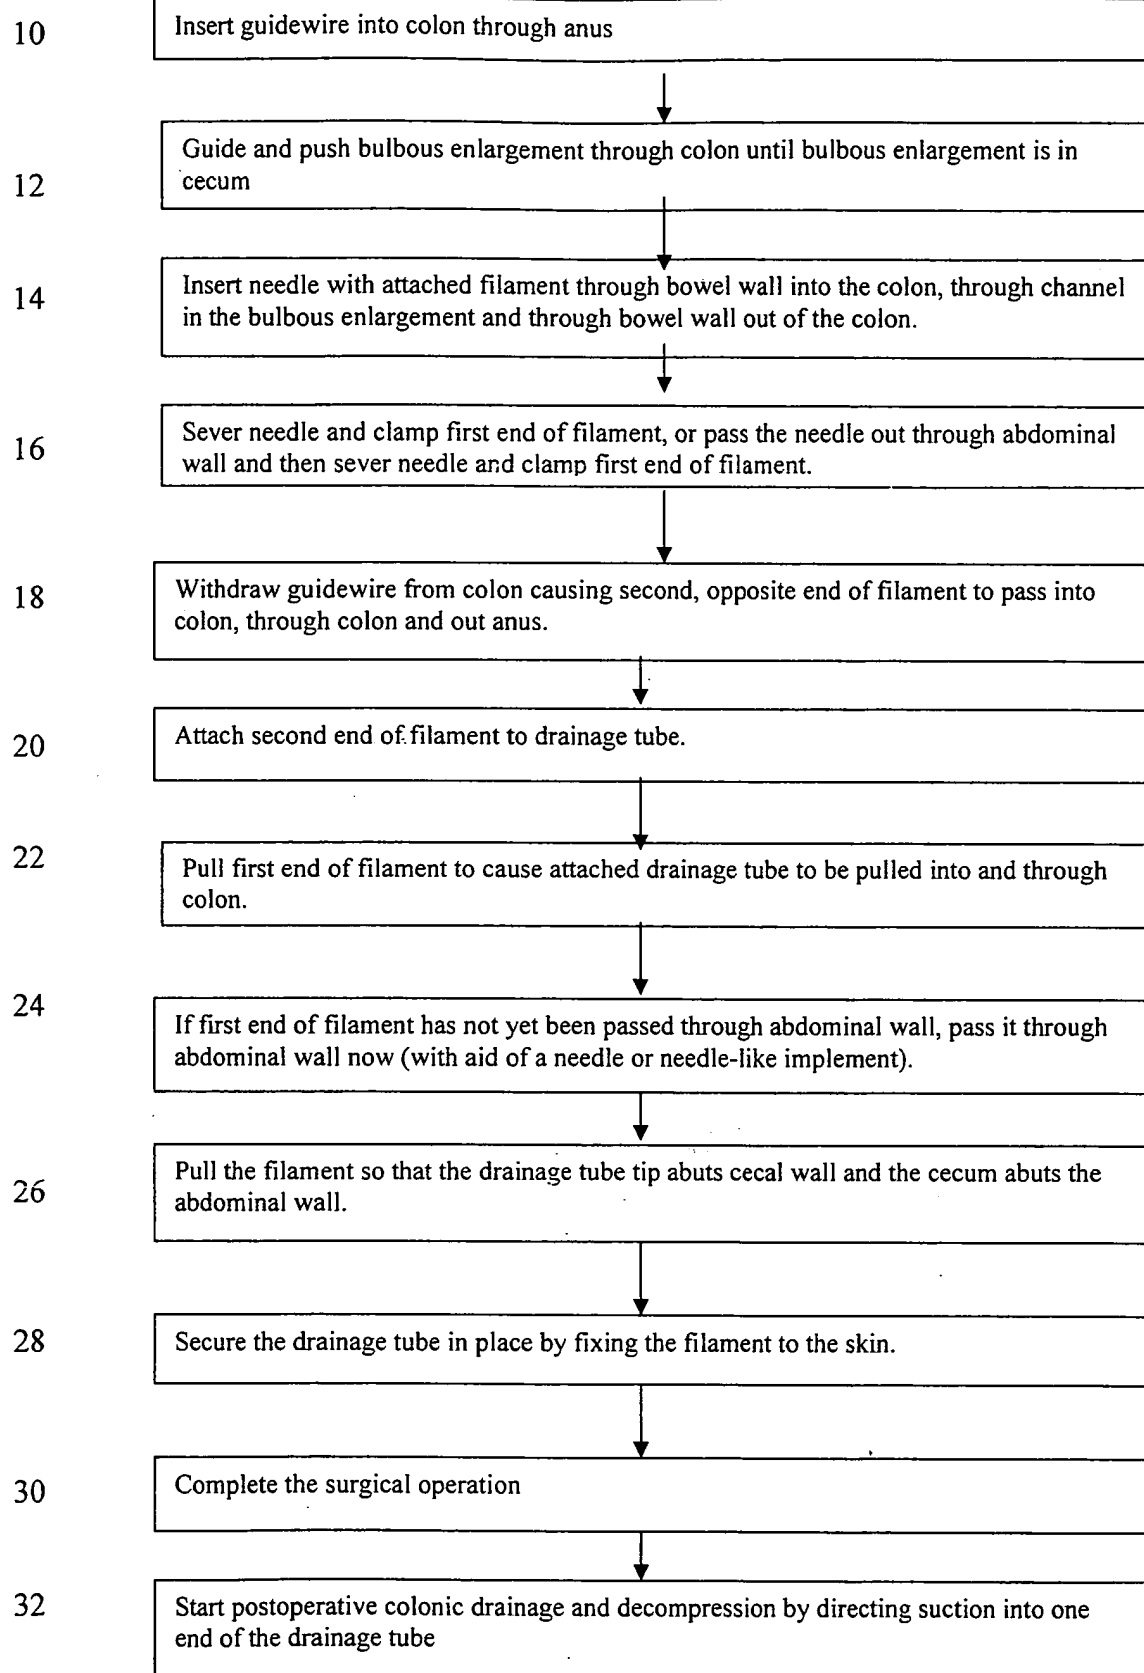 10
Insert guidewire into colon through anus
12
Guide and push bulbous enlargement through colon until bulbous enlargement is in
cecum
14
Insert needle with attached filament through bowel wall into the colon, through channel
in the bulbous enlargement and through bowel wall out of the colon.
16
Sever needle and clamp first end of filament, or pass the needle out through abdominal
wall and then sever needle and clamp first end of filament.
18
Withdraw guidewire from colon causing second, opposite end of filament to pass into
colon, through colon and out anus.
20
Attach second end of filament to drainage tube.
22
Pull first end of filament to cause attached drainage tube to be pulled into and through
colon.
24
If first end of filament has not yet been passed through abdominal wall, pass it through
abdominal wall now (with aid of a needle or needle-like implement).
26
Pull the filament so that the drainage tube tip abuts cecal wall and the cecum abuts the
abdominal wall.
28
Secure the drainage tube in place by fixing the filament to the skin.
30
Complete the surgical operation
32
Start postoperative colonic drainage and decompression by directing suction into one
end of the drainage tube